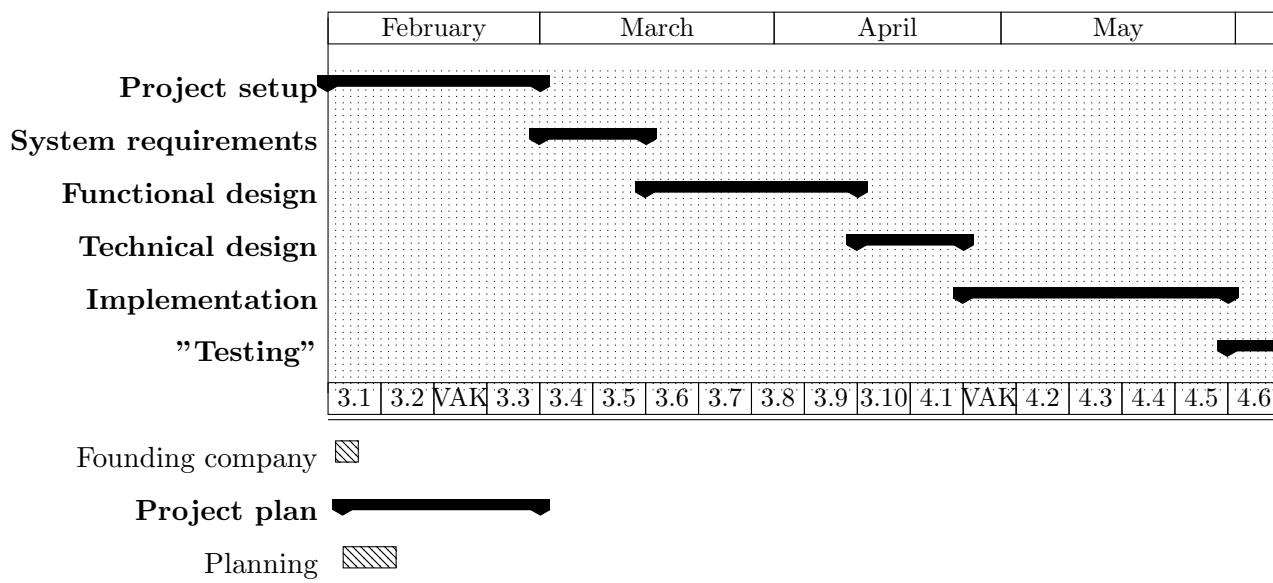 February March April May
Project setup
System requirements
Functional design
Technical design
Implementation
”Testing”
3.1 3.2 VAK 3.3 3.4 3.5 3.6 3.7 3.8 3.9 3.10 4.1 VAK 4.2 4.3 4.4 4.5 4.6
Founding company
Project plan
Planning